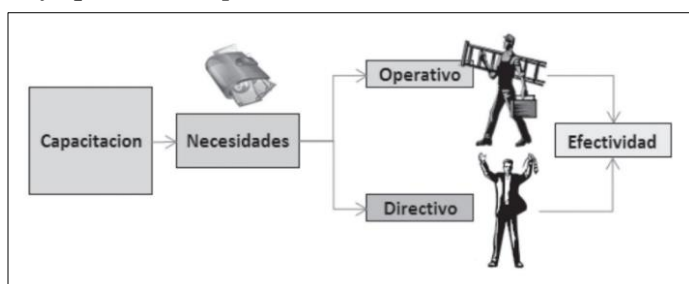 Capacitacion
Necesidades
Operativo
Directivo
Efectividad